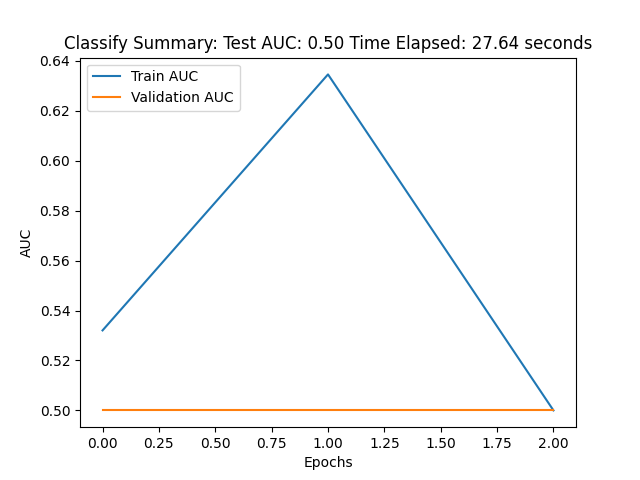 Classify Summary: Test AUC: 0.50 Time Elapsed: 27.64 seconds
Train AUC
Validation AUC
0.64
0.62
0.60
0.58
0.56
0.54
0.52
0.50
AUC
0.00 0.25 0.50 0.75 1.00 1.25 1.50 1.75 2.00
Epochs